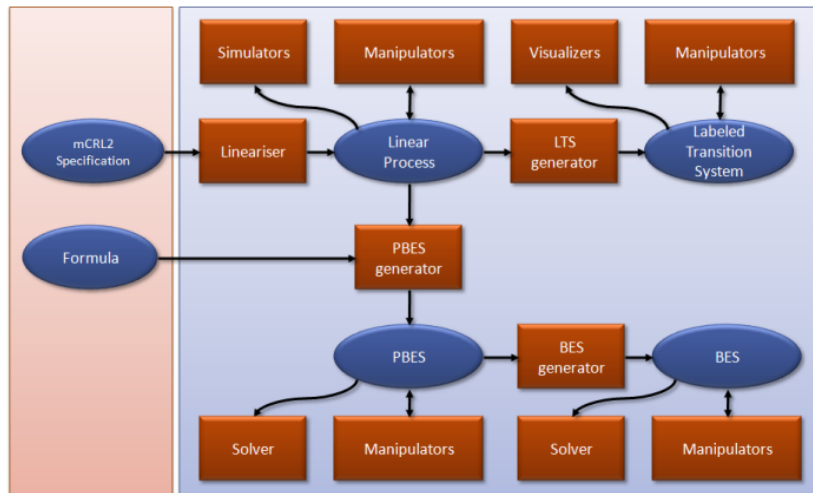 Simulators
Manipulators
Visualizers
Manipulators
mCRL2
Specification
Lineariser
Linear
Process
LTS
generator
Labeled
Transition
System
Formula
PBES
generator
PBES
BES
generator
BES
Solver
Manipulators
Solver
Manipulators